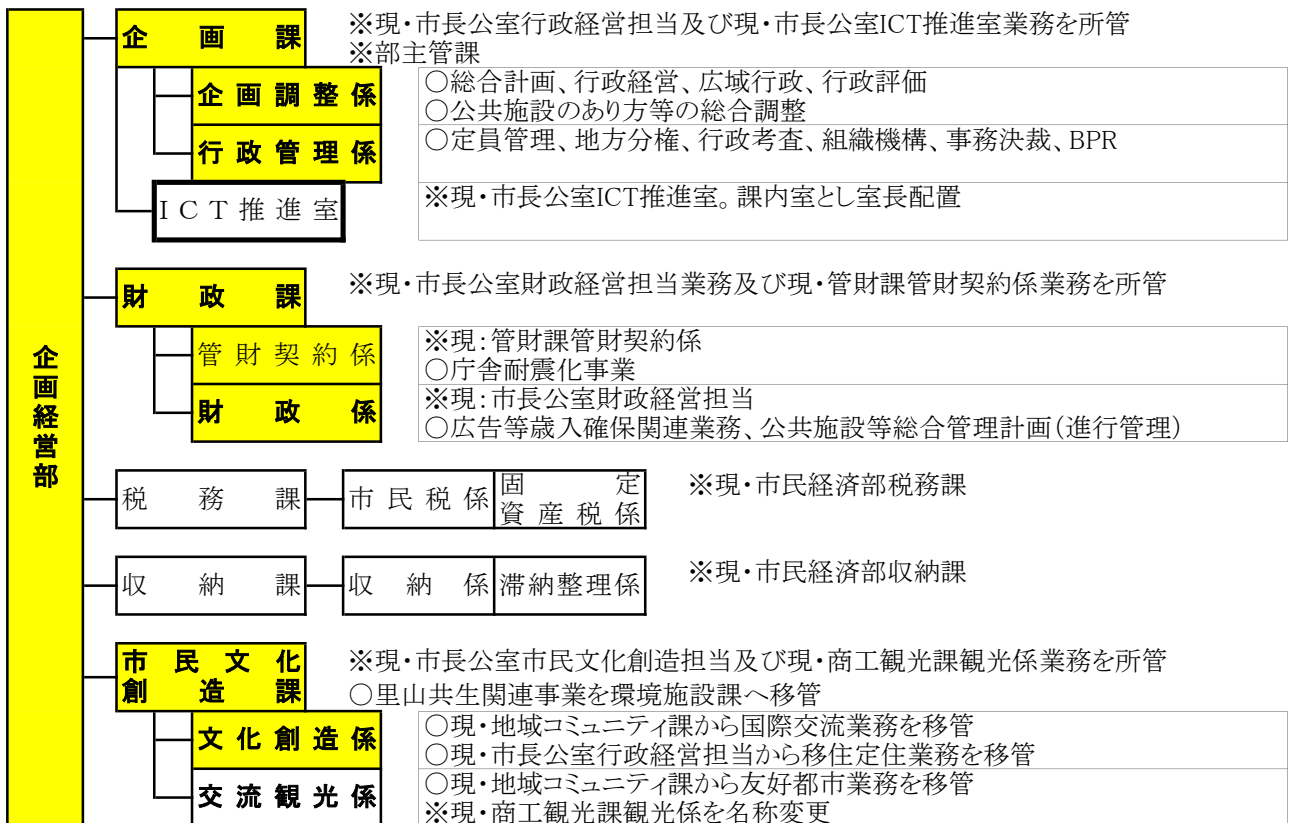 企画経営部
企画課
※現・市長公室行政経営担当及び現・市長公室ICT推進室業務を所管
※部主管課
企画調整係
○総合計画、行政経営、広域行政、行政評価
○公共施設のあり方等の総合調整
行政管理係
○定員管理、地方分権、行政考査、組織機構、事務決裁、BPR
ICT推進室
※現・市長公室ICT推進室。課内室とし室長配置
財政課
※現・市長公室財政経営担当業務及び現・管財課管財契約係業務を所管
管財契約係
※現：管財課管財契約係
○庁舎耐震化事業
財政係
※現：市長公室財政経営担当
○広告等歳入確保関連業務、公共施設等総合管理計画（進行管理）
税務課
市民税係
固定
資産税係
※現・市民経済部税務課
収納課
収納係
滞納整理係
※現・市民経済部収納課
市民文化
創造課
※現・市長公室市民文化創造担当及び現・商工観光課観光係業務を所管
○里山共生関連事業を環境施設課へ移管
文化創造係
○現・地域コミュニティ課から国際交流業務を移管
○現・市長公室行政経営担当から移住定住業務を移管
交流観光係
○現・地域コミュニティ課から友好都市業務を移管
※現・商工観光課観光係を名称変更